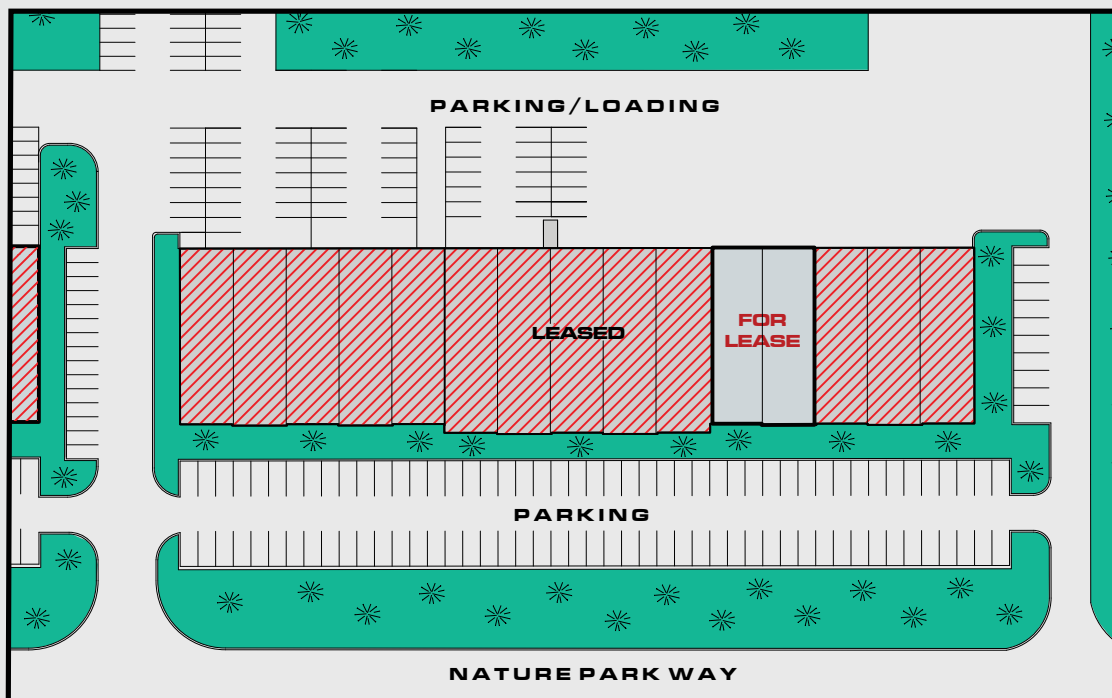 PARKING/LOADING
LEASED
FOR
LEASE
PARKING
NATURE PARK WAY